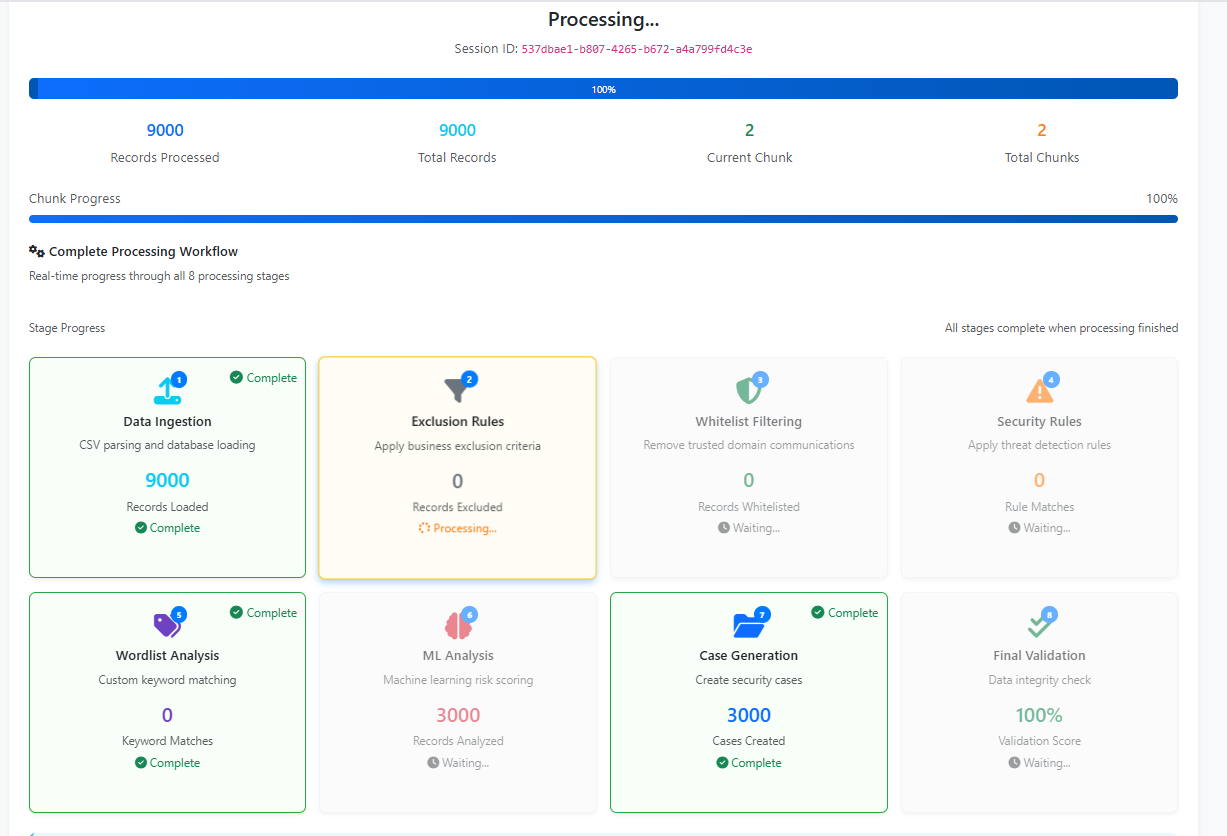 Processing...
Session ID: 537dbae1-b807-4265-b672-a4a799fd4c3e
100%
9000
Records Processed
9000
Total Records
2
Current Chunk
2
Total Chunks
Chunk Progress
100%
Complete Processing Workflow
Real-time progress through all 8 processing stages
Stage Progress
All stages complete when processing finished
1
Complete
Data Ingestion
CSV parsing and database loading
9000
Records Loaded
Complete
2
Exclusion Rules
Apply business exclusion criteria
0
Records Excluded
Processing...
3
Whitelist Filtering
Remove trusted domain communications
0
Records Whitelisted
Waiting...
4
Security Rules
Apply threat detection rules
0
Rule Matches
Waiting...
5
Complete
Wordlist Analysis
Custom keyword matching
0
Keyword Matches
Complete
6
ML Analysis
Machine learning risk scoring
3000
Records Analyzed
Waiting...
7
Complete
Case Generation
Create security cases
3000
Cases Created
Complete
8
Final Validation
Data integrity check
100%
Validation Score
Waiting...